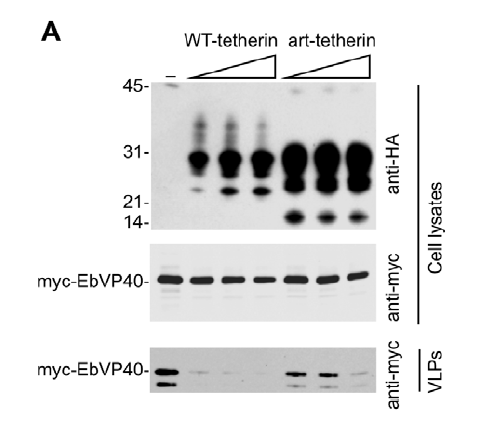 A
WT-tetherin art-tetherin
–
45-
31-
21-
14-
anti-HA
myc-EbVP40-
anti-myc
Cell lysates
myc-EbVP40-
anti-myc
VLPs